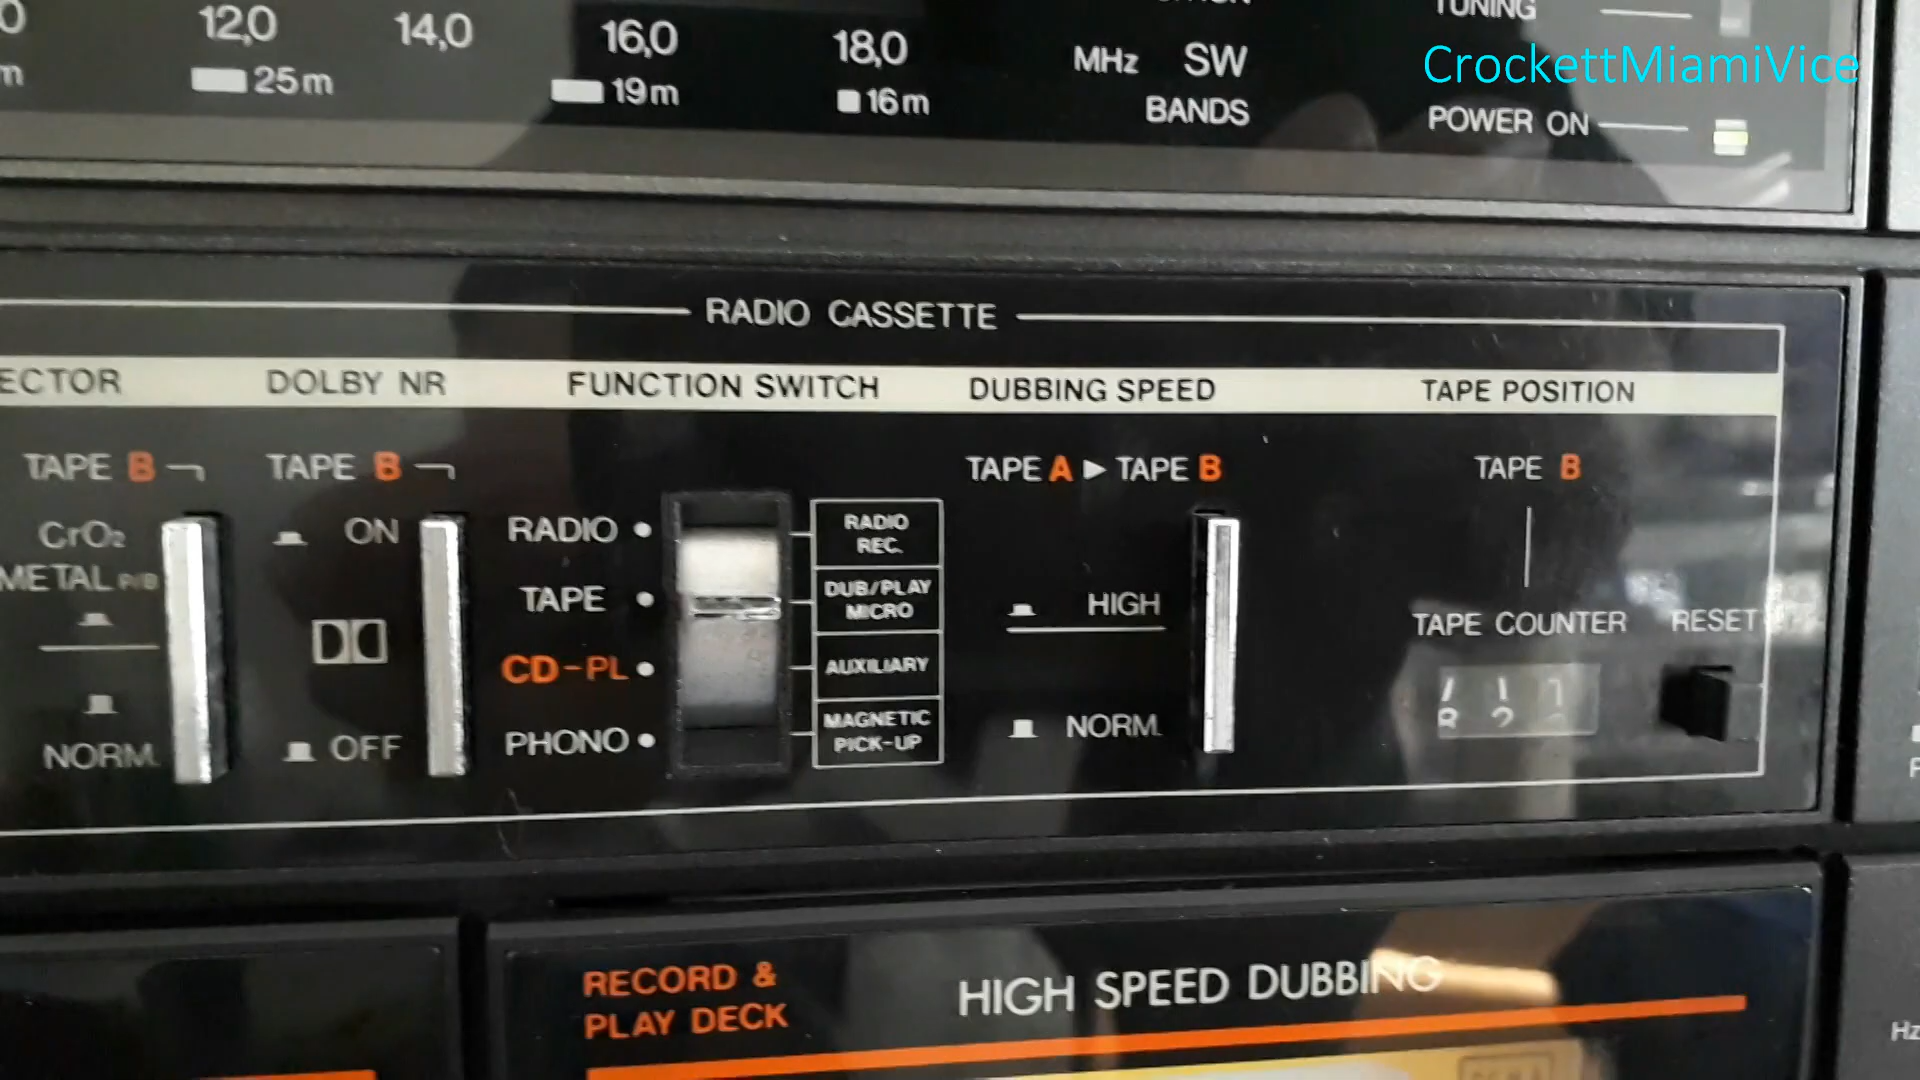 12,0 14,0 16,0 18,0 MHz SW
25m 19m 16m BANDS
TUNING
CrockettMiamiVice
POWER ON
RADIO CASSETTE
ECTOR DOLBY NR FUNCTION SWITCH DUBBING SPEED TAPE POSITION
TAPE B
CrO2
METAL P/B
NORM.
TAPE B
ON
OFF
RADIO
TAPE
CD-PL
PHONO
RADIO
REC.
DUB/PLAY
MICRO
AUXILIARY
MAGNETIC
PICK-UP
TAPE A ▶ TAPE B
HIGH
NORM.
TAPE B
TAPE COUNTER RESET
RECORD &
PLAY DECK
HIGH SPEED DUBBING
Hz